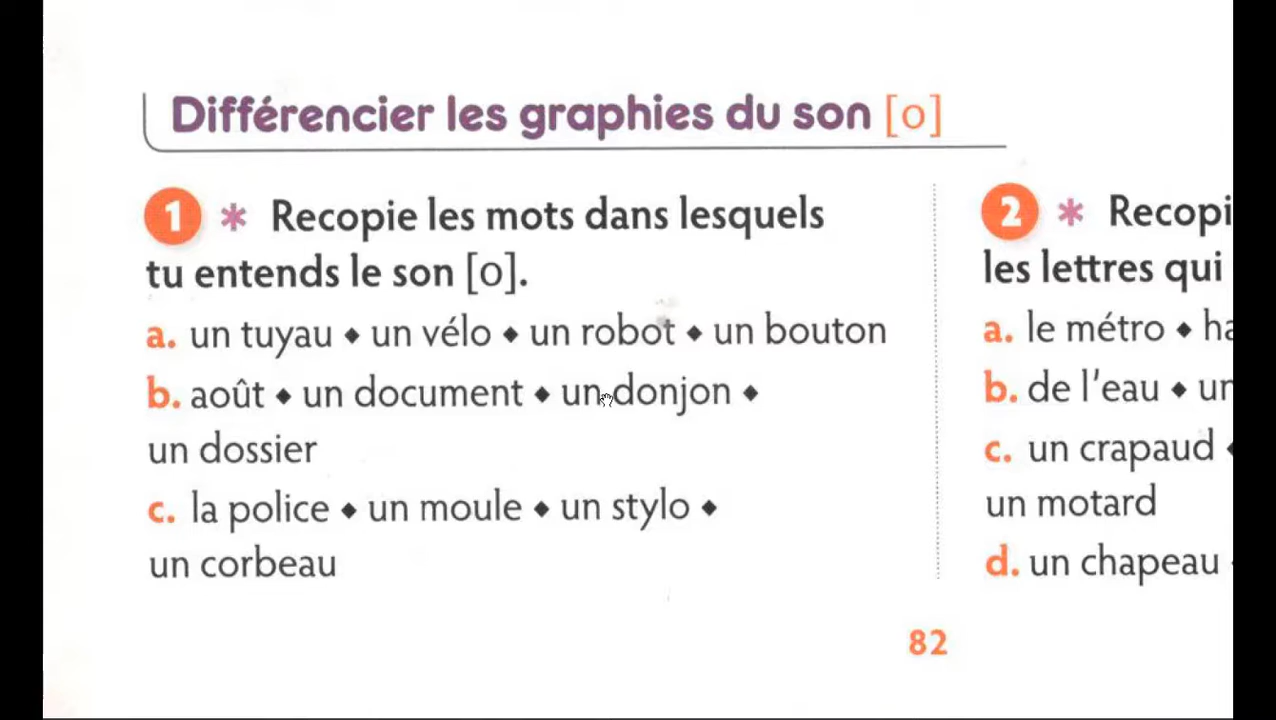 Différencier les graphies du son [o]
1 * Recopie les mots dans lesquels
tu entends le son [o].
a. un tuyau ◆ un vélo ◆ un robot ◆ un bouton
b. août ◆ un document ◆ un donjon ◆
un dossier
c. la police ◆ un moule ◆ un stylo ◆
un corbeau
2 * Recopi
les lettres qui
a. le métro ◆ ha
b. de l'eau ◆ un
c. un crapaud ◆
un motard
d. un chapeau
82